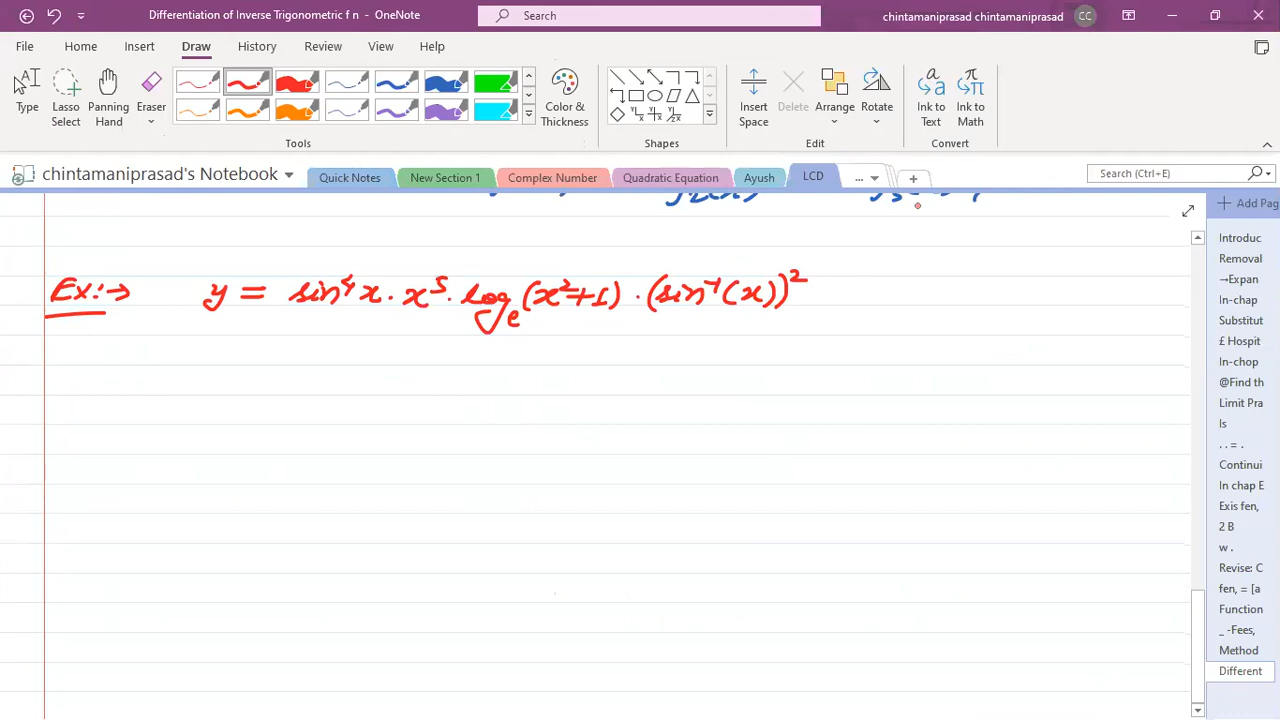 Differentiation of Inverse Trigonometric f n - OneNote
Search
chintamaniprasad chintamaniprasad CC
File Home Insert Draw History Review View Help
Type Lasso Select Panning Hand Eraser Color & Thickness Insert Space Delete Arrange Rotate Ink to Text Ink to Math
Tools Shapes Edit Convert
chintamaniprasad's Notebook Quick Notes New Section 1 Complex Number Quadratic Equation Ayush LCD ... Search (Ctrl+E)
Add Pag
Ex:→ y = sin⁴x · x⁵ · logₑ(x²+1) · (sin⁻¹(x))²
Introduc
Removal
→Expan
In-chap
Substitut
£ Hospit
In-chop
@Find th
Limit Pra
Is
. . = .
Continui
In chap E
Exis fen,
2 B
w .
Revise: C
fen, = [a
Function
_ -Fees,
Method
Different